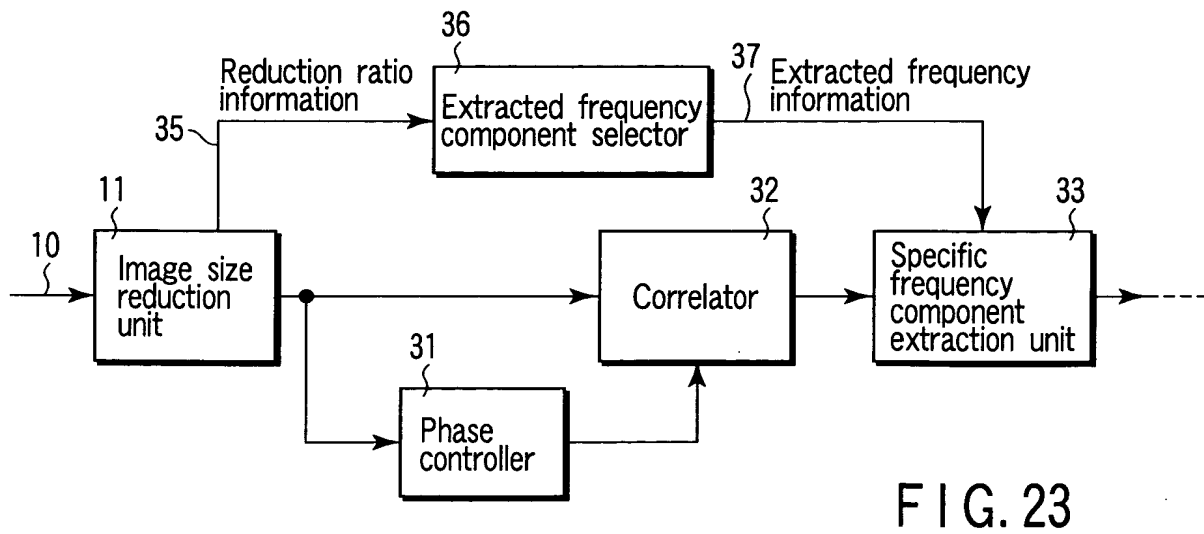 36
37
Reduction ratio
information
Extracted frequency
component selector
Extracted frequency
information
35
11
10
Image size
reduction
unit
32
Correlator
33
Specific
frequency
component
extraction unit
31
Phase
controller
FIG. 23